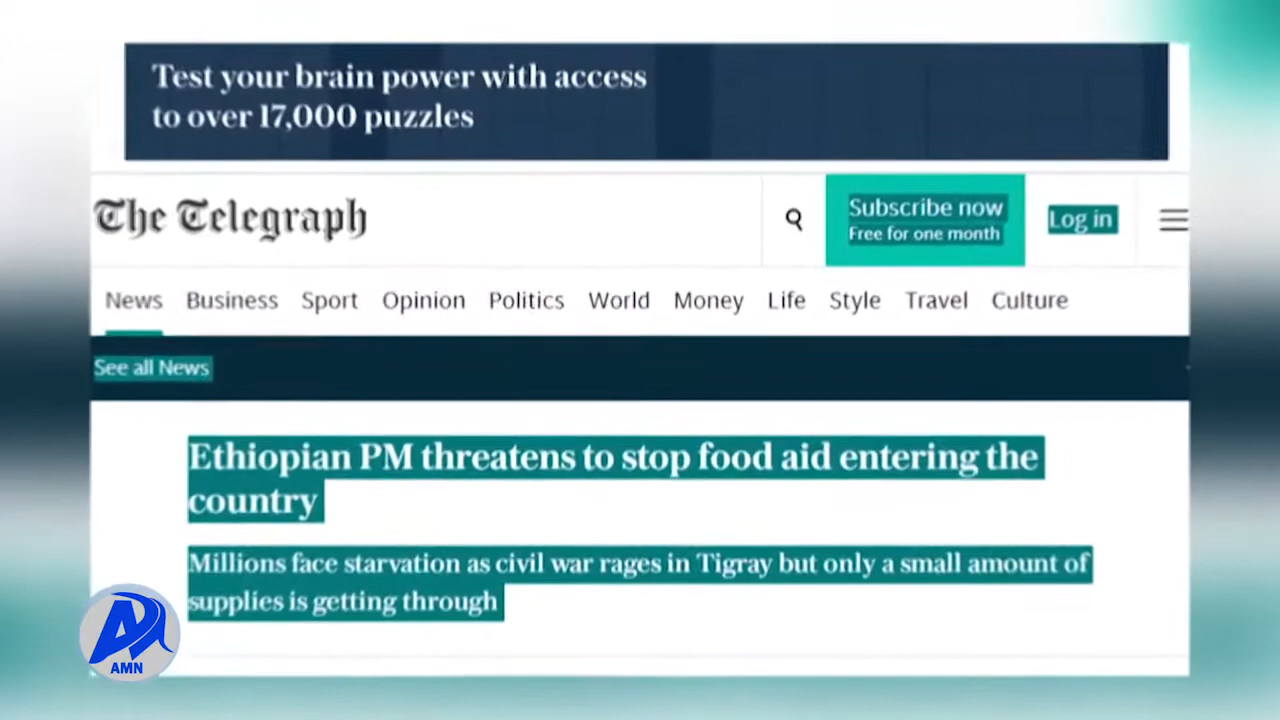 Test your brain power with access
to over 17,000 puzzles
The Telegraph
Subscribe now
Free for one month
Log in
News Business Sport Opinion Politics World Money Life Style Travel Culture
See all News
Ethiopian PM threatens to stop food aid entering the
country
Millions face starvation as civil war rages in Tigray but only a small amount of
supplies is getting through
AMN